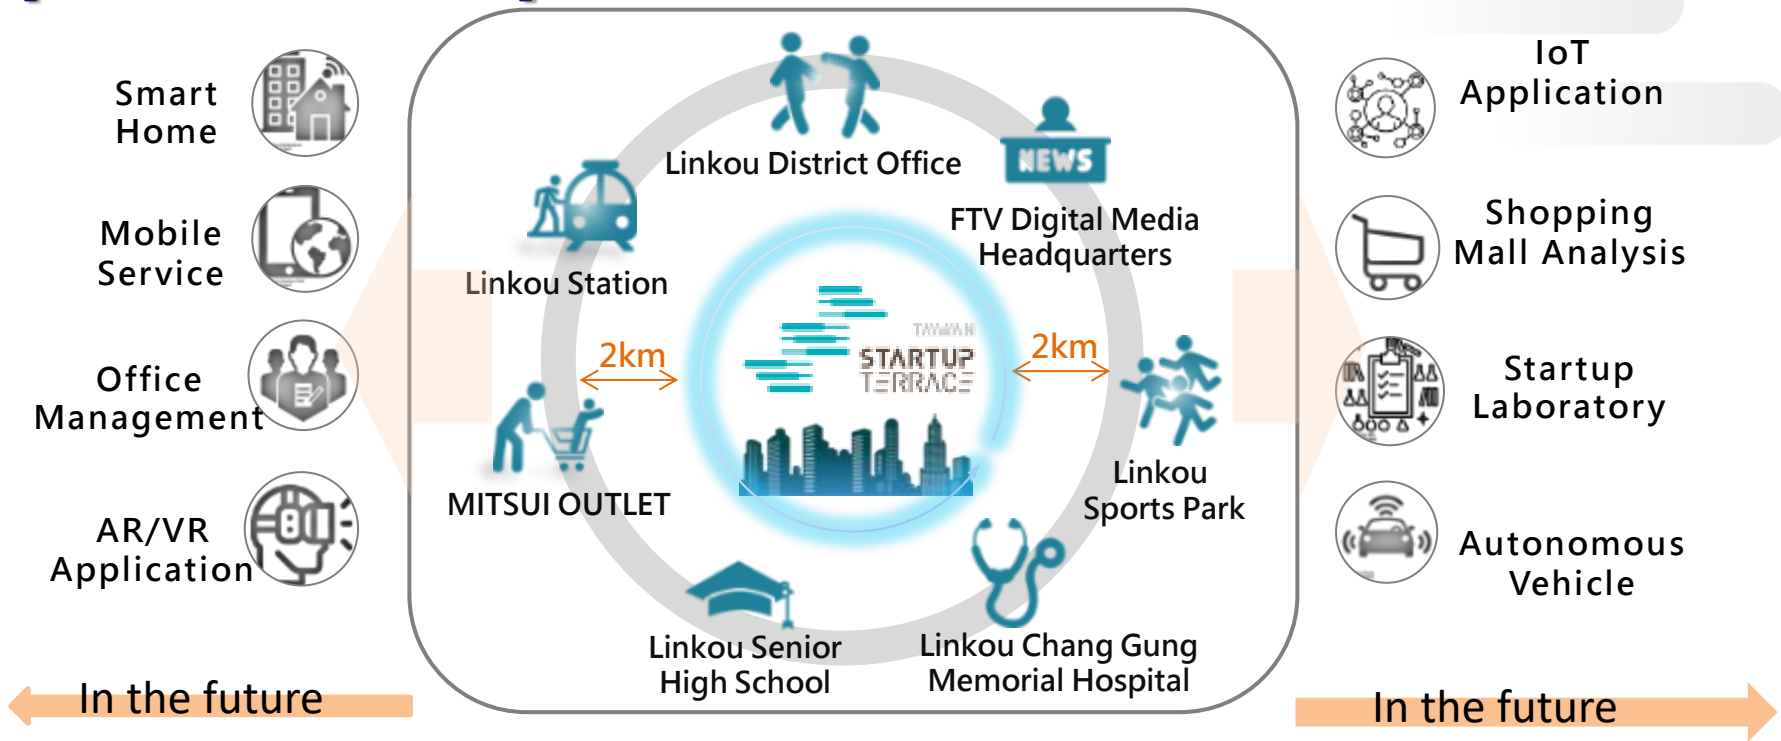 Smart
Home
Mobile
Service
Office
Management
AR/VR
Application
In the future
Linkou District Office
NEWS
FTV Digital Media
Headquarters
Linkou Station
2km
TAIWAN
STARTUP
TERRACE
2km
MITSUI OUTLET
Linkou
Sports Park
Linkou Senior
High School
Linkou Chang Gung
Memorial Hospital
IoT
Application
Shopping
Mall Analysis
Startup
Laboratory
Autonomous
Vehicle
In the future